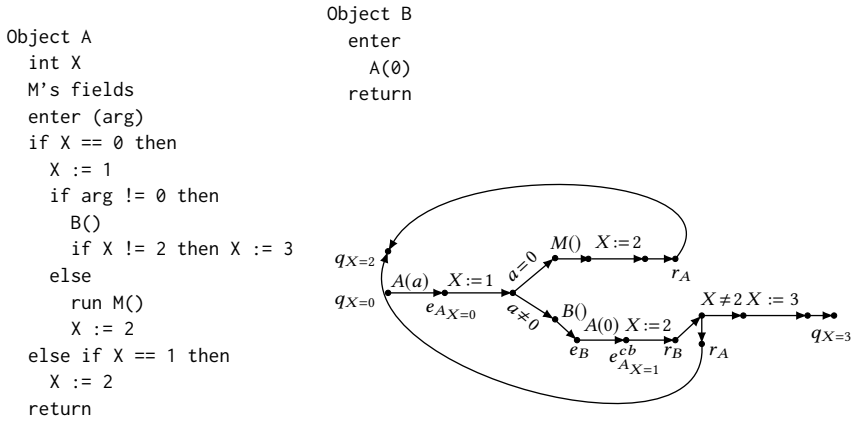 Object A
  int X
  M's fields
  enter (arg)
  if X == 0 then
    X := 1
    if arg != 0 then
      B()
      if X != 2 then X := 3
    else
      run M()
      X := 2
  else if X == 1 then
    X := 2
  return
Object B
  enter
    A(0)
  return
q_{X=2}
q_{X=0}
A(a)
X := 1
e_{A_{X=0}}
a=0
M()
X := 2
r_A
a≠0
B()
e_B
A(0)
X := 2
e^{cb}_{A_{X=1}}
r_B
X≠2
X := 3
r_A
q_{X=3}